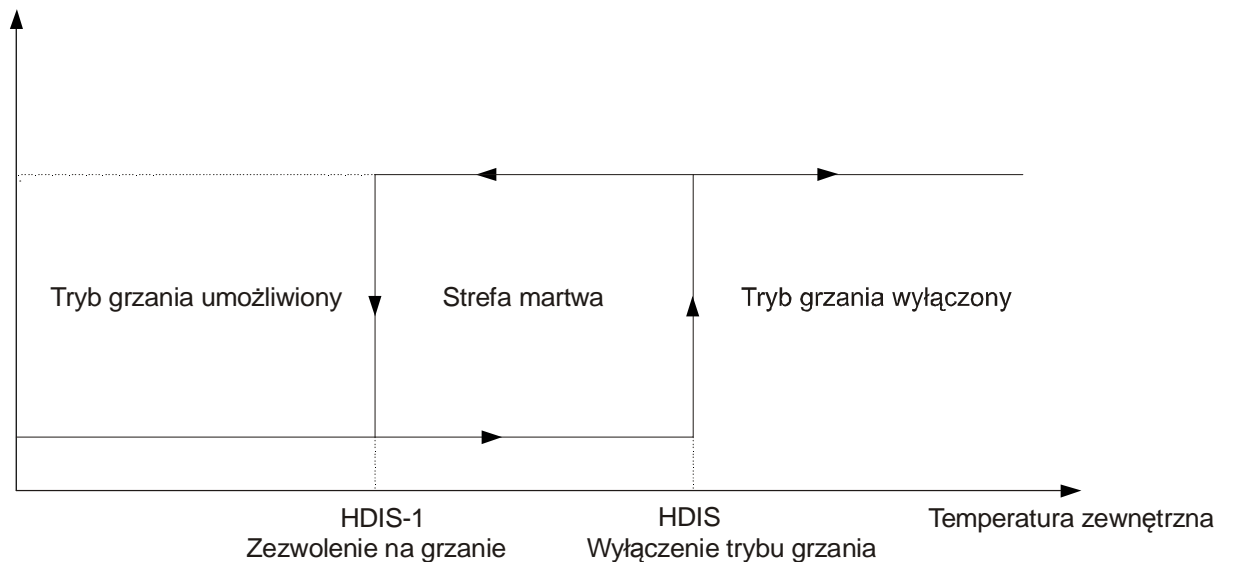 Tryb grzania umożliwiony
Strefa martwa
Tryb grzania wyłączony
HDIS-1
Zezwolenie na grzanie
HDIS
Wyłączenie trybu grzania
Temperatura zewnętrzna